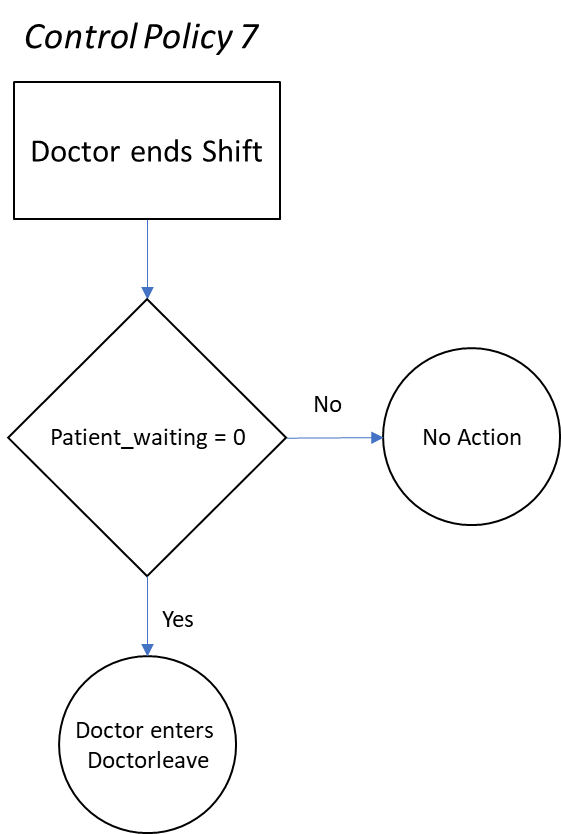 Control Policy 7
Doctor ends Shift
Patient_waiting = 0
No
No Action
Yes
Doctor enters
Doctorleave